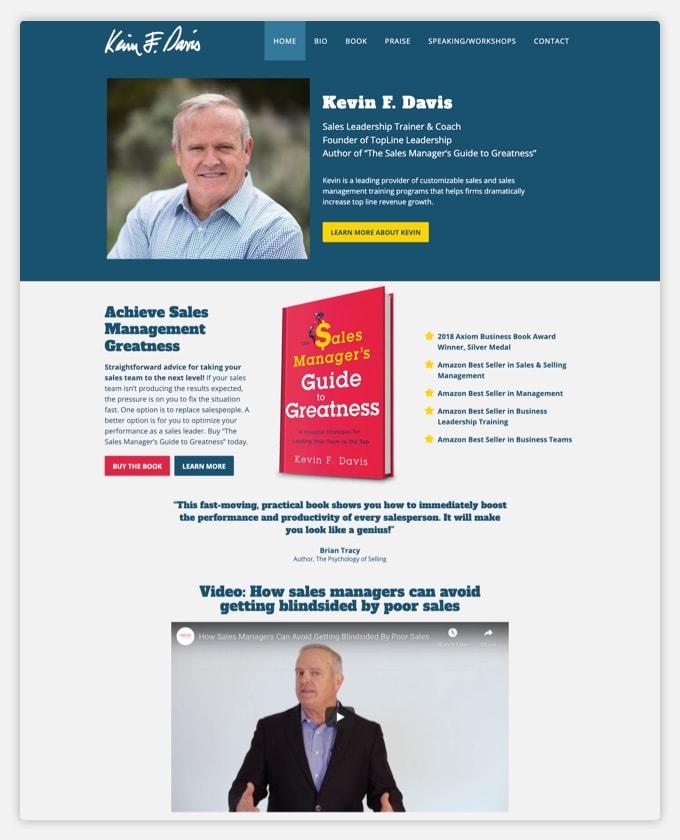 Kevin F. Davis
HOME BIO BOOK PRAISE SPEAKING/WORKSHOPS CONTACT
Kevin F. Davis
Sales Leadership Trainer & Coach
Founder of TopLine Leadership
Author of “The Sales Manager’s Guide to Greatness”
Kevin is a leading provider of customizable sales and sales
management training programs that helps firms dramatically
increase top line revenue growth.
LEARN MORE ABOUT KEVIN
Achieve Sales
Management
Greatness
Straightforward advice for taking your
sales team to the next level! If your sales
team isn’t producing the results expected,
the pressure is on you to fix the situation
fast. One option is to replace salespeople. A
better option is for you to optimize your
performance as a sales leader. Buy “The
Sales Manager’s Guide to Greatness” today.
BUY THE BOOK LEARN MORE
The $ales
Manager's
Guide
to
Greatness
10 Essential Strategies for
Leading Your Team to the Top
Kevin F. Davis
2018 Axiom Business Book Award
Winner, Silver Medal
Amazon Best Seller in Sales & Selling
Management
Amazon Best Seller in Management
Amazon Best Seller in Business
Leadership Training
Amazon Best Seller in Business Teams
“This fast-moving, practical book shows you how to immediately boost
the performance and productivity of every salesperson. It will make
you look like a genius!”
Brian Tracy
Author, The Psychology of Selling
Video: How sales managers can avoid
getting blindsided by poor sales
How Sales Managers Can Avoid Getting Blindsided By Poor Sales
Watch later Share